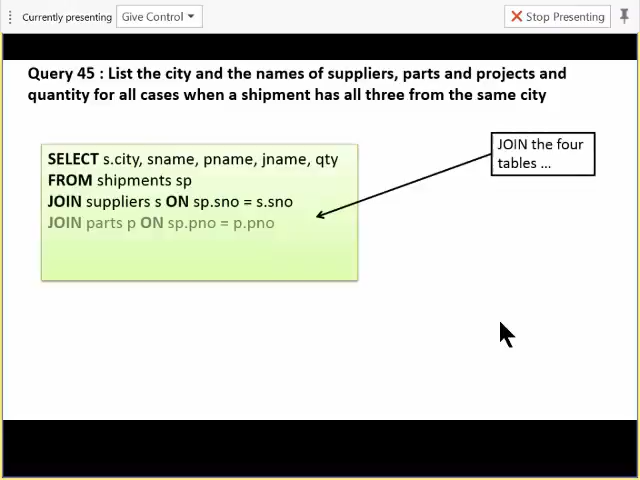 Currently presenting Give Control Stop Presenting
Query 45 : List the city and the names of suppliers, parts and projects and
quantity for all cases when a shipment has all three from the same city
SELECT s.city, sname, pname, jname, qty
FROM shipments sp
JOIN suppliers s ON sp.sno = s.sno
JOIN parts p ON sp.pno = p.pno
JOIN the four
tables ...